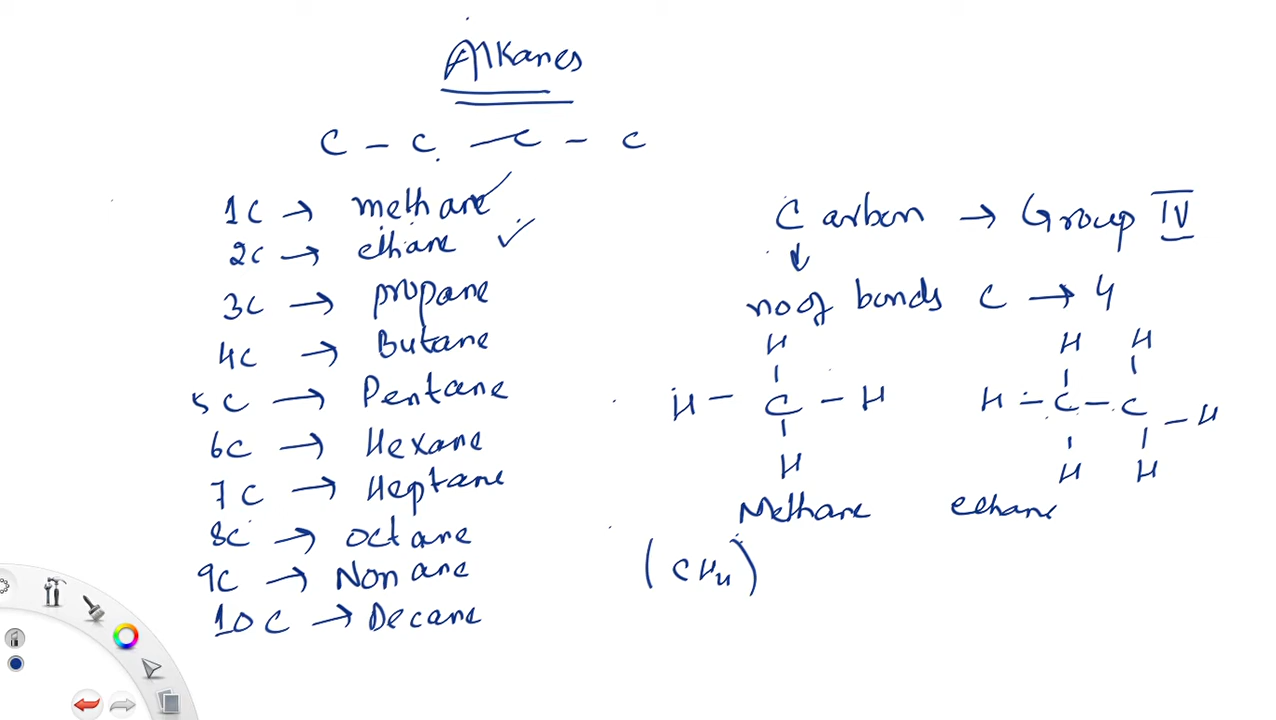 Alkanes
C - C - C - C
1C → methane ✓
2C → ethane ✓
3C → propane
4C → Butane
5C → Pentane
6C → Hexane
7C → Heptane
8C → octane
9C → Nonane
10C → Decane
Carbon → Group IV
↓
no of bonds C → 4
H
H - C - H
H
Methane
(CH4)
H H
H - C - C - H
H H
ethane